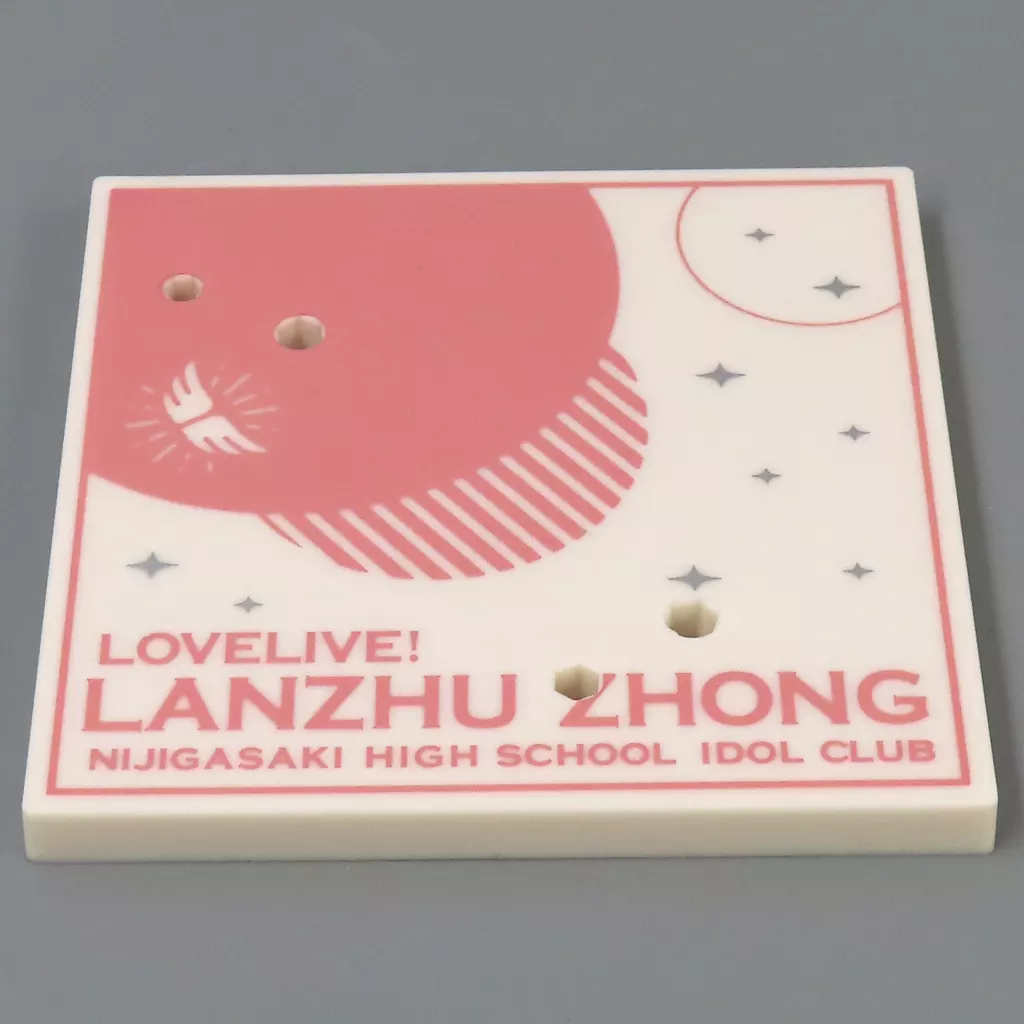 LOVELIVE!
LANZHU ZHONG
NIJIGASAKI HIGH SCHOOL IDOL CLUB